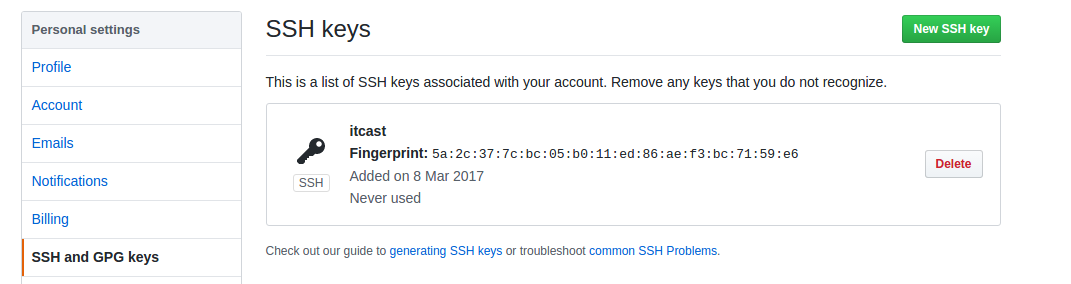 Personal settings
Profile
Account
Emails
Notifications
Billing
SSH and GPG keys
SSH keys
New SSH key
This is a list of SSH keys associated with your account. Remove any keys that you do not recognize.
itcast
Fingerprint: 5a:2c:37:7c:bc:05:b0:11:ed:86:ae:f3:bc:71:59:e6
Added on 8 Mar 2017
Never used
SSH
Delete
Check out our guide to generating SSH keys or troubleshoot common SSH Problems.